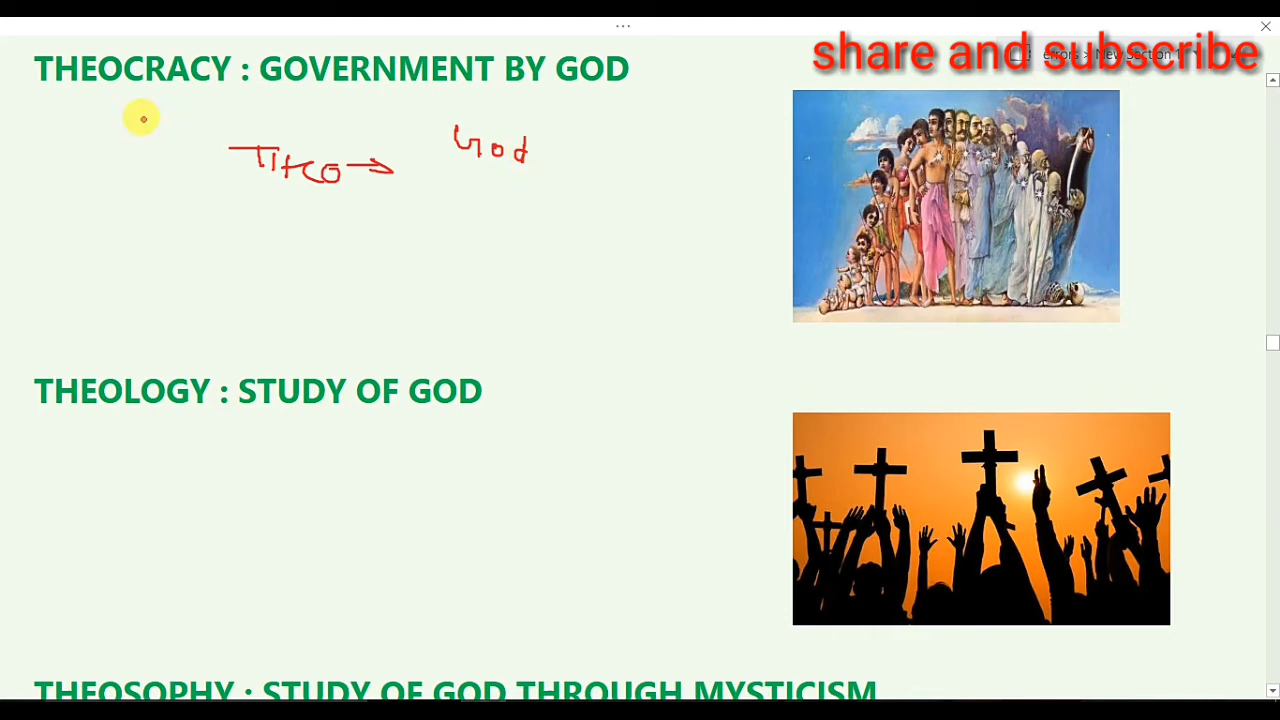 share and subscribe
THEOCRACY : GOVERNMENT BY GOD
THEO → God
THEOLOGY : STUDY OF GOD
THEOSOPHY : STUDY OF GOD THROUGH MYSTICISM